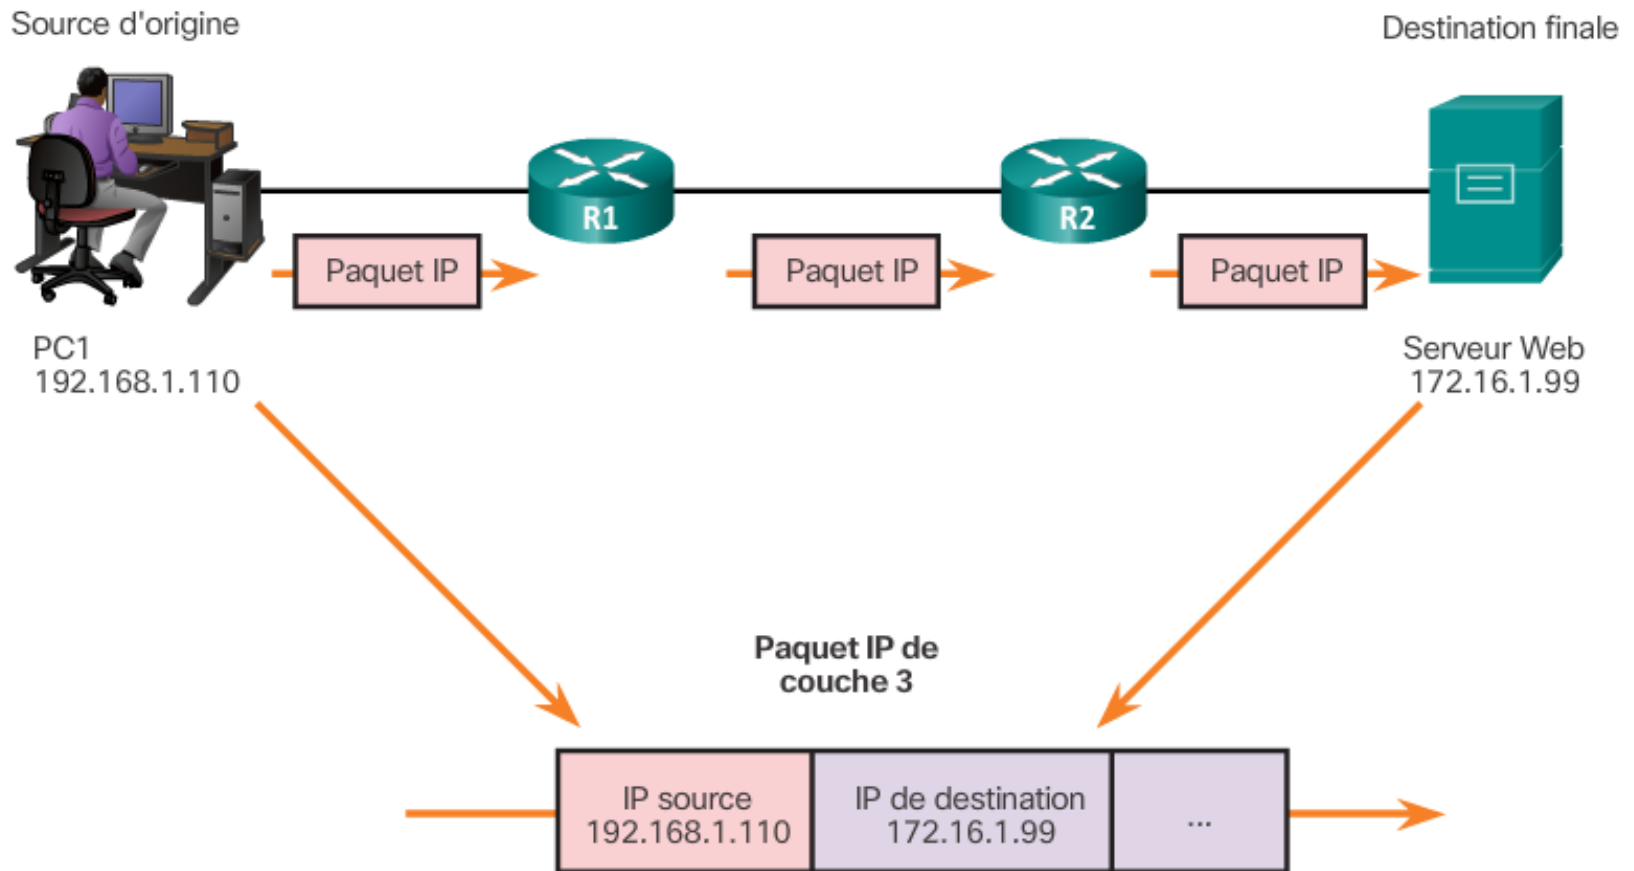 Source d'origine
Destination finale
R1
R2
Paquet IP
Paquet IP
Paquet IP
PC1
192.168.1.110
Serveur Web
172.16.1.99
Paquet IP de
couche 3
IP source
192.168.1.110
IP de destination
172.16.1.99
...